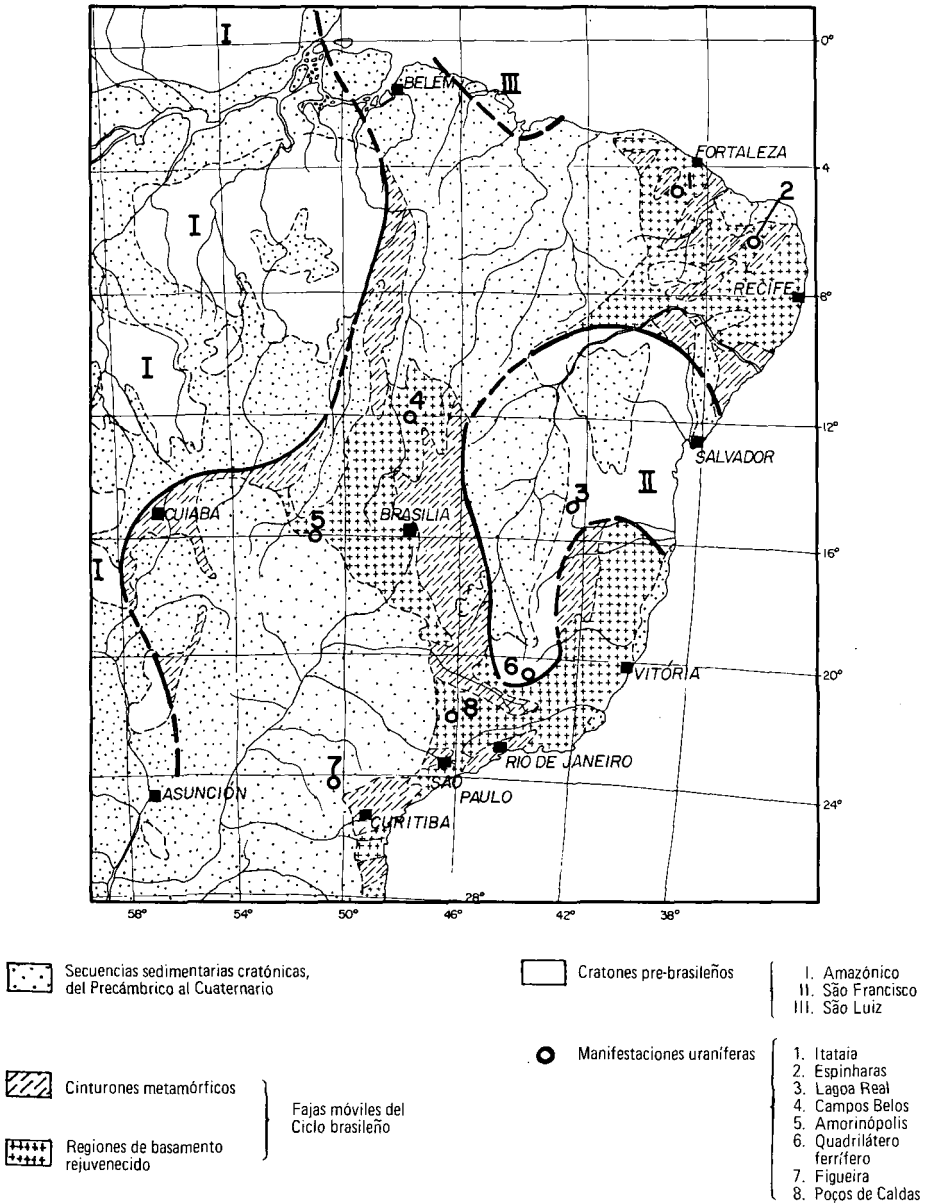 I
0°
BELÉM
III
FORTALEZA
4
1
2
I
RECIFE
8°
I
4
12°
SALVADOR
3
II
CUIABA
5
BRASILIA
16°
I
6
VITÓRIA
20°
8
RIO DE JANEIRO
7
SÃO
PAULO
ASUNCIÓN
24°
CURITIBA
28°
58°
54°
50°
46°
42°
38°
Secuencias sedimentarias cratónicas,
del Precámbrico al Cuaternario
Cinturones metamórficos
Regiones de basamento
rejuvenecido
Fajas móviles del
Ciclo brasileño
Cratones pre-brasileños
I. Amazónico
II. São Francisco
III. São Luiz
Manifestaciones uraníferas
1. Itataia
2. Espinharas
3. Lagoa Real
4. Campos Belos
5. Amorinópolis
6. Quadrilátero
ferrífero
7. Figueira
8. Poços de Caldas